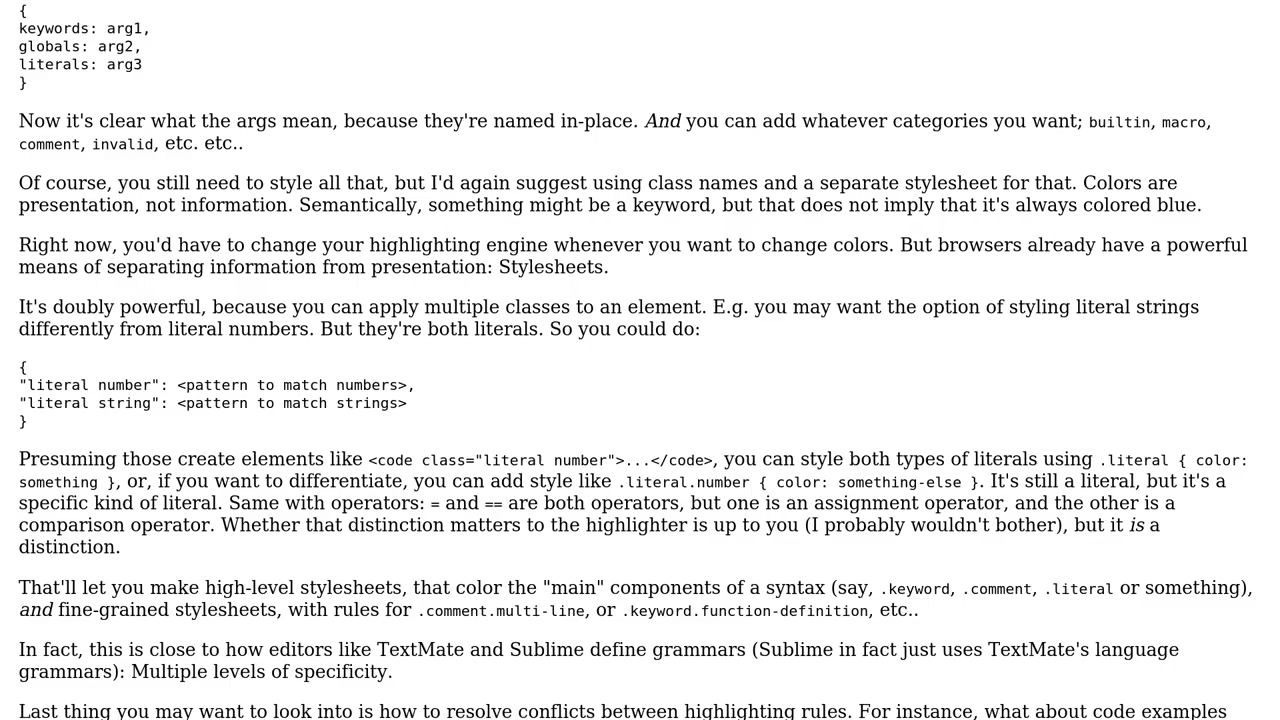 {
keywords: arg1,
globals: arg2,
literals: arg3
}
Now it's clear what the args mean, because they're named in-place. And you can add whatever categories you want; builtin, macro,
comment, invalid, etc. etc..
Of course, you still need to style all that, but I'd again suggest using class names and a separate stylesheet for that. Colors are
presentation, not information. Semantically, something might be a keyword, but that does not imply that it's always colored blue.
Right now, you'd have to change your highlighting engine whenever you want to change colors. But browsers already have a powerful
means of separating information from presentation: Stylesheets.
It's doubly powerful, because you can apply multiple classes to an element. E.g. you may want the option of styling literal strings
differently from literal numbers. But they're both literals. So you could do:
{
"literal number": <pattern to match numbers>,
"literal string": <pattern to match strings>
}
Presuming those create elements like <code class="literal number">...</code>, you can style both types of literals using .literal { color:
something }, or, if you want to differentiate, you can add style like .literal.number { color: something-else }. It's still a literal, but it's a
specific kind of literal. Same with operators: = and == are both operators, but one is an assignment operator, and the other is a
comparison operator. Whether that distinction matters to the highlighter is up to you (I probably wouldn't bother), but it is a
distinction.
That'll let you make high-level stylesheets, that color the "main" components of a syntax (say, .keyword, .comment, .literal or something),
and fine-grained stylesheets, with rules for .comment.multi-line, or .keyword.function-definition, etc..
In fact, this is close to how editors like TextMate and Sublime define grammars (Sublime in fact just uses TextMate's language
grammars): Multiple levels of specificity.
Last thing you may want to look into is how to resolve conflicts between highlighting rules. For instance, what about code examples